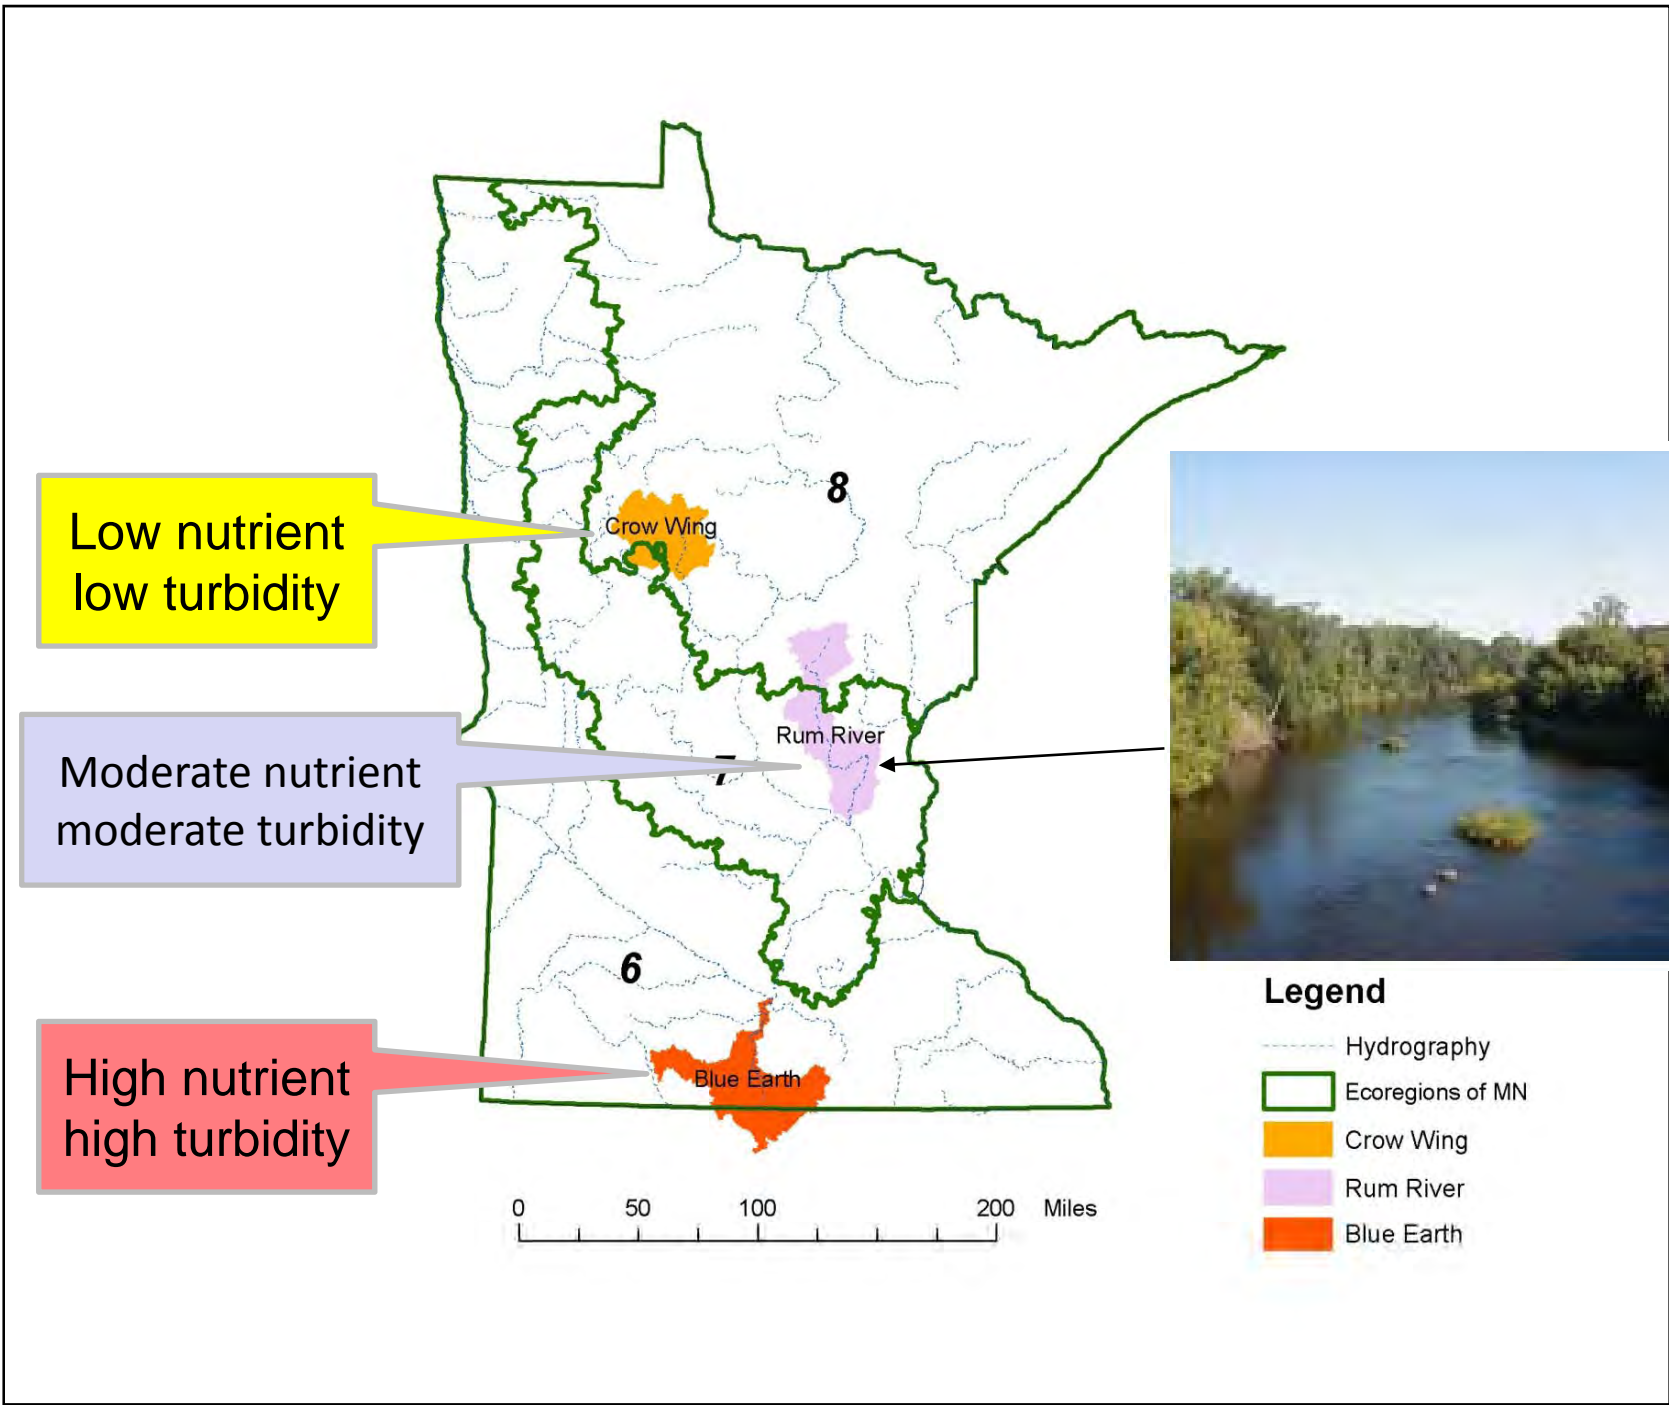 8
Crow Wing
Low nutrient
low turbidity
Rum River
7
Moderate nutrient
moderate turbidity
6
High nutrient
high turbidity
Blue Earth
Legend
Hydrography
Ecoregions of MN
Crow Wing
Rum River
Blue Earth
0 50 100 200 Miles